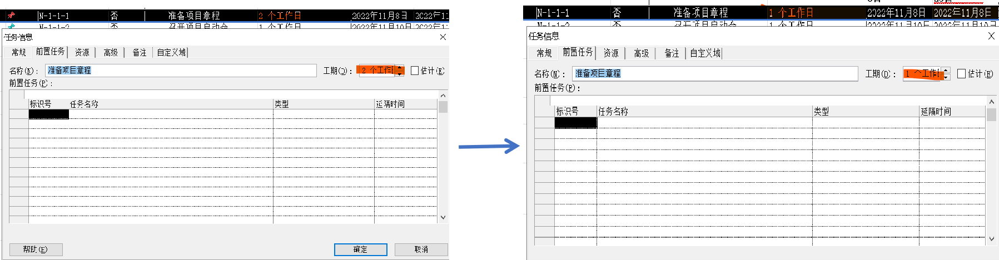 N-1-1-1 否 准备项目章程 2 个工作日 2022年11月8日 2022年11
N-1-1-2 否 召开项目启动会 1 个工作日 2022年11月10日 2022年11
任务信息
常规 前置任务 资源 高级 备注 自定义域
名称(N): 准备项目章程 工期(D): 2 个工作日 估计(E)
前置任务(P):
标识号 任务名称 类型 延隔时间
帮助(E) 确定 取消
N-1-1-1 否 准备项目章程 1 个工作日 2022年11月8日 2022年11月8日
N-1-1-2 否 召开项目启动会 1 个工作日 2022年11月10日 2022年11月10日
任务信息
常规 前置任务 资源 高级 备注 自定义域
名称(N): 准备项目章程 工期(D): 1 个工作日 估计(E)
前置任务(P):
标识号 任务名称 类型 延隔时间